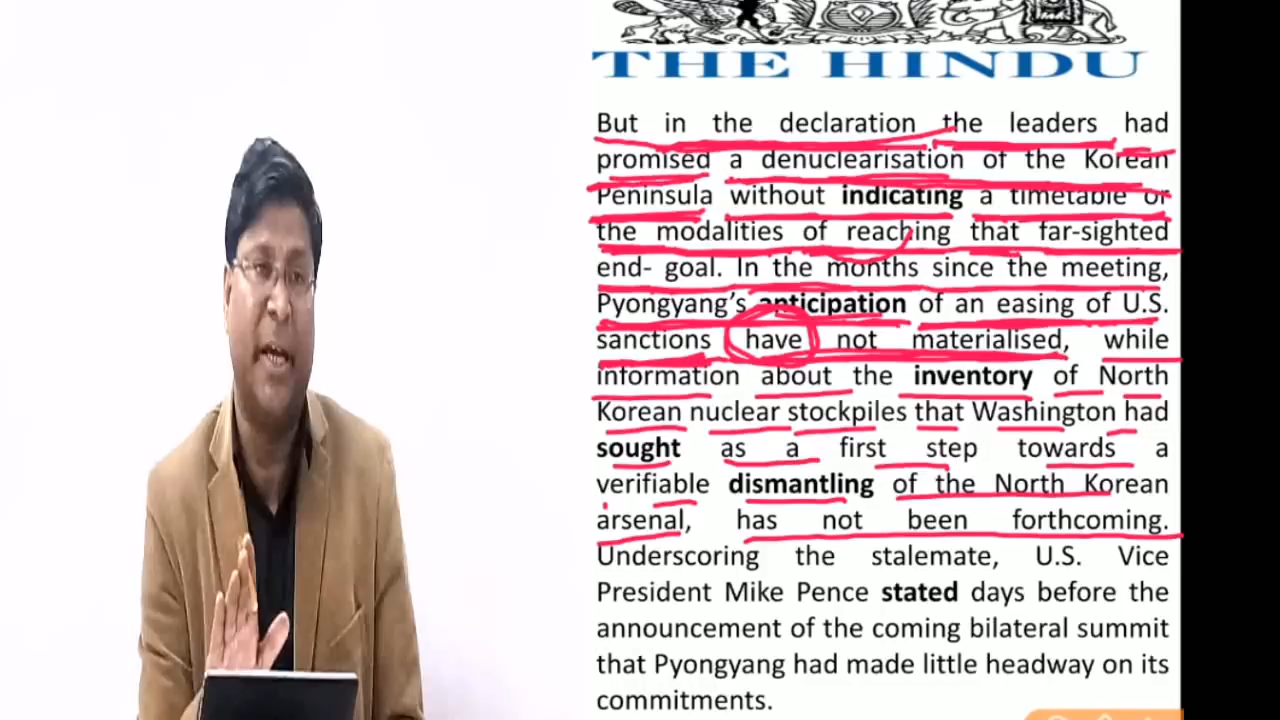 THE HINDU
But in the declaration the leaders had
promised a denuclearisation of the Korean
Peninsula without indicating a timetable or
the modalities of reaching that far-sighted
end- goal. In the months since the meeting,
Pyongyang's anticipation of an easing of U.S.
sanctions have not materialised, while
information about the inventory of North
Korean nuclear stockpiles that Washington had
sought as a first step towards a
verifiable dismantling of the North Korean
arsenal, has not been forthcoming.
Underscoring the stalemate, U.S. Vice
President Mike Pence stated days before the
announcement of the coming bilateral summit
that Pyongyang had made little headway on its
commitments.